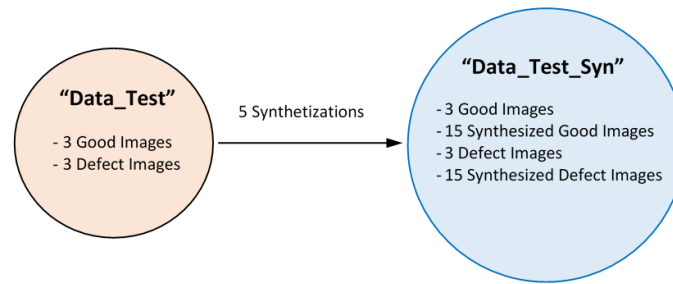 “Data_Test”
- 3 Good Images
- 3 Defect Images
5 Synthetizations
“Data_Test_Syn”
- 3 Good Images
- 15 Synthesized Good Images
- 3 Defect Images
- 15 Synthesized Defect Images